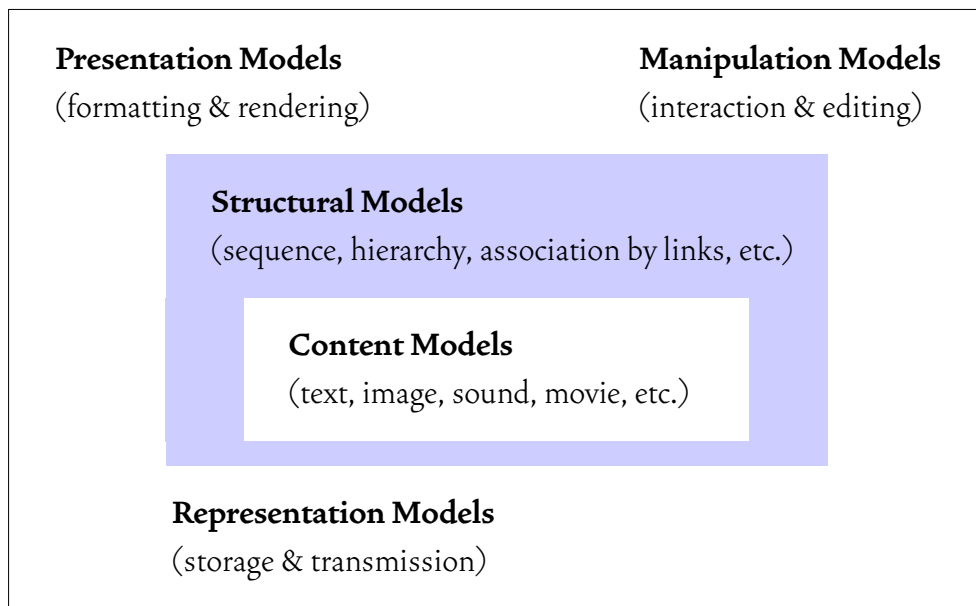 Presentation Models
(formatting & rendering)
Manipulation Models
(interaction & editing)
Structural Models
(sequence, hierarchy, association by links, etc.)
Content Models
(text, image, sound, movie, etc.)
Representation Models
(storage & transmission)